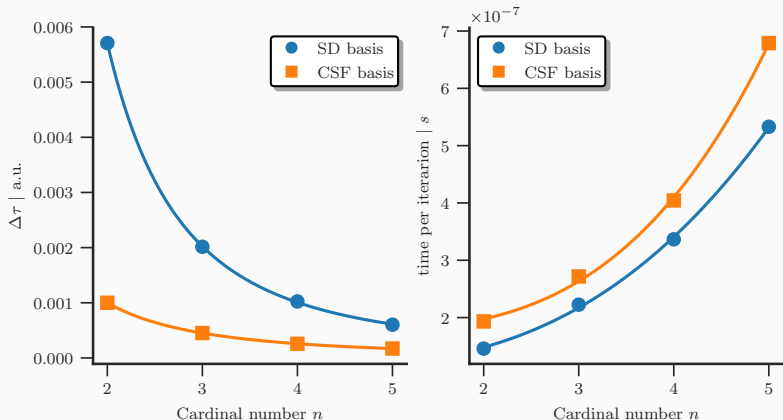 0.006
0.005
0.004
0.003
0.002
0.001
0.000
Δτ | a.u.
2 3 4 5
Cardinal number n
SD basis
CSF basis
×10⁻⁷
7
6
5
4
3
2
time per iterarion | s
2 3 4 5
Cardinal number n
SD basis
CSF basis